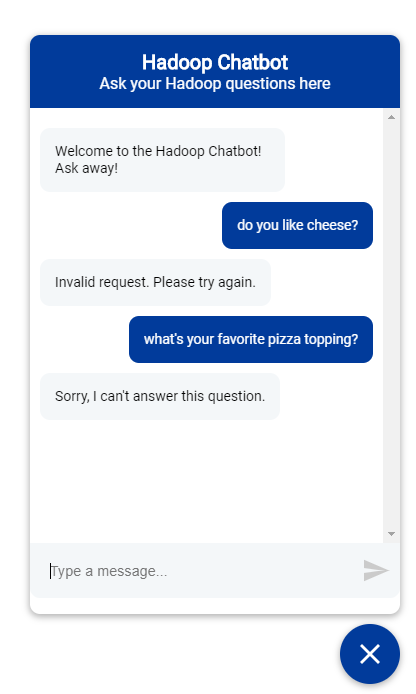 Hadoop Chatbot
Ask your Hadoop questions here
Welcome to the Hadoop Chatbot!
Ask away!
do you like cheese?
Invalid request. Please try again.
what's your favorite pizza topping?
Sorry, I can't answer this question.
Type a message...